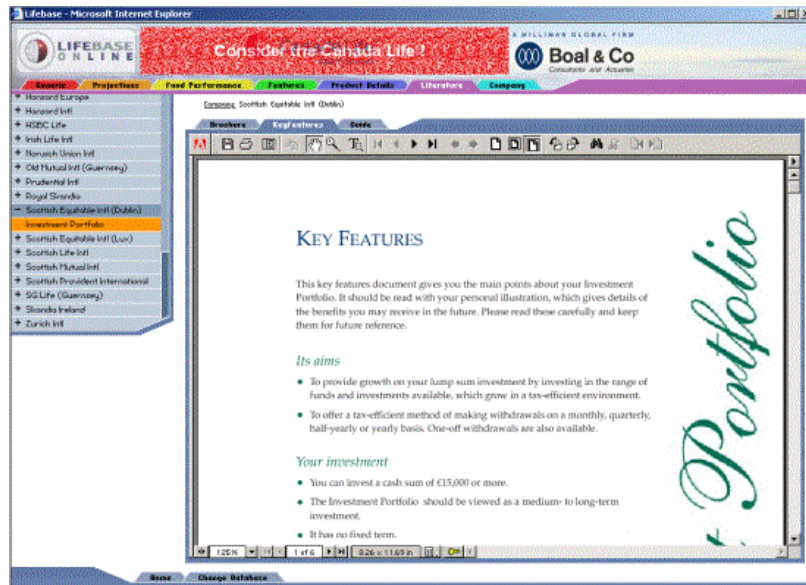 Lifebase - Microsoft Internet Explorer
LIFEBASE
ONLINE
Consider the Canada Life !
A MILLIMAN GLOBAL FIRM
Boal & Co
Consultants and Actuaries
Generic Projections Fund Performance Features Product Details Literature Company
Hansard Europe
Hansard Intl
HSBC Life
Irish Life Intl
Norwich Union Intl
Old Mutual Intl (Guernsey)
Prudential Intl
Royal Skandia
Scottish Equitable Intl (Dublin)
Investment Portfolio
Scottish Equitable Intl (Lux)
Scottish Life Intl
Scottish Mutual Intl
Scottish Provident International
SG Life (Guernsey)
Skandia Ireland
Zurich Intl
Company: Scottish Equitable Intl (Dublin)
Brochure KeyFeatures Guide
KEY FEATURES
This key features document gives you the main points about your Investment
Portfolio. It should be read with your personal illustration, which gives details of
the benefits you may receive in the future. Please read these carefully and keep
them for future reference.
Its aims
• To provide growth on your lump sum investment by investing in the range of
funds and investments available, which grow in a tax-efficient environment.
• To offer a tax-efficient method of making withdrawals on a monthly, quarterly,
half-yearly or yearly basis. One-off withdrawals are also available.
Your investment
• You can invest a cash sum of £15,000 or more.
• The Investment Portfolio should be viewed as a medium- to long-term
investment.
• It has no fixed term.
Portfolio
125% 1 of 6 8.26 x 11.69 in
Home Change Database